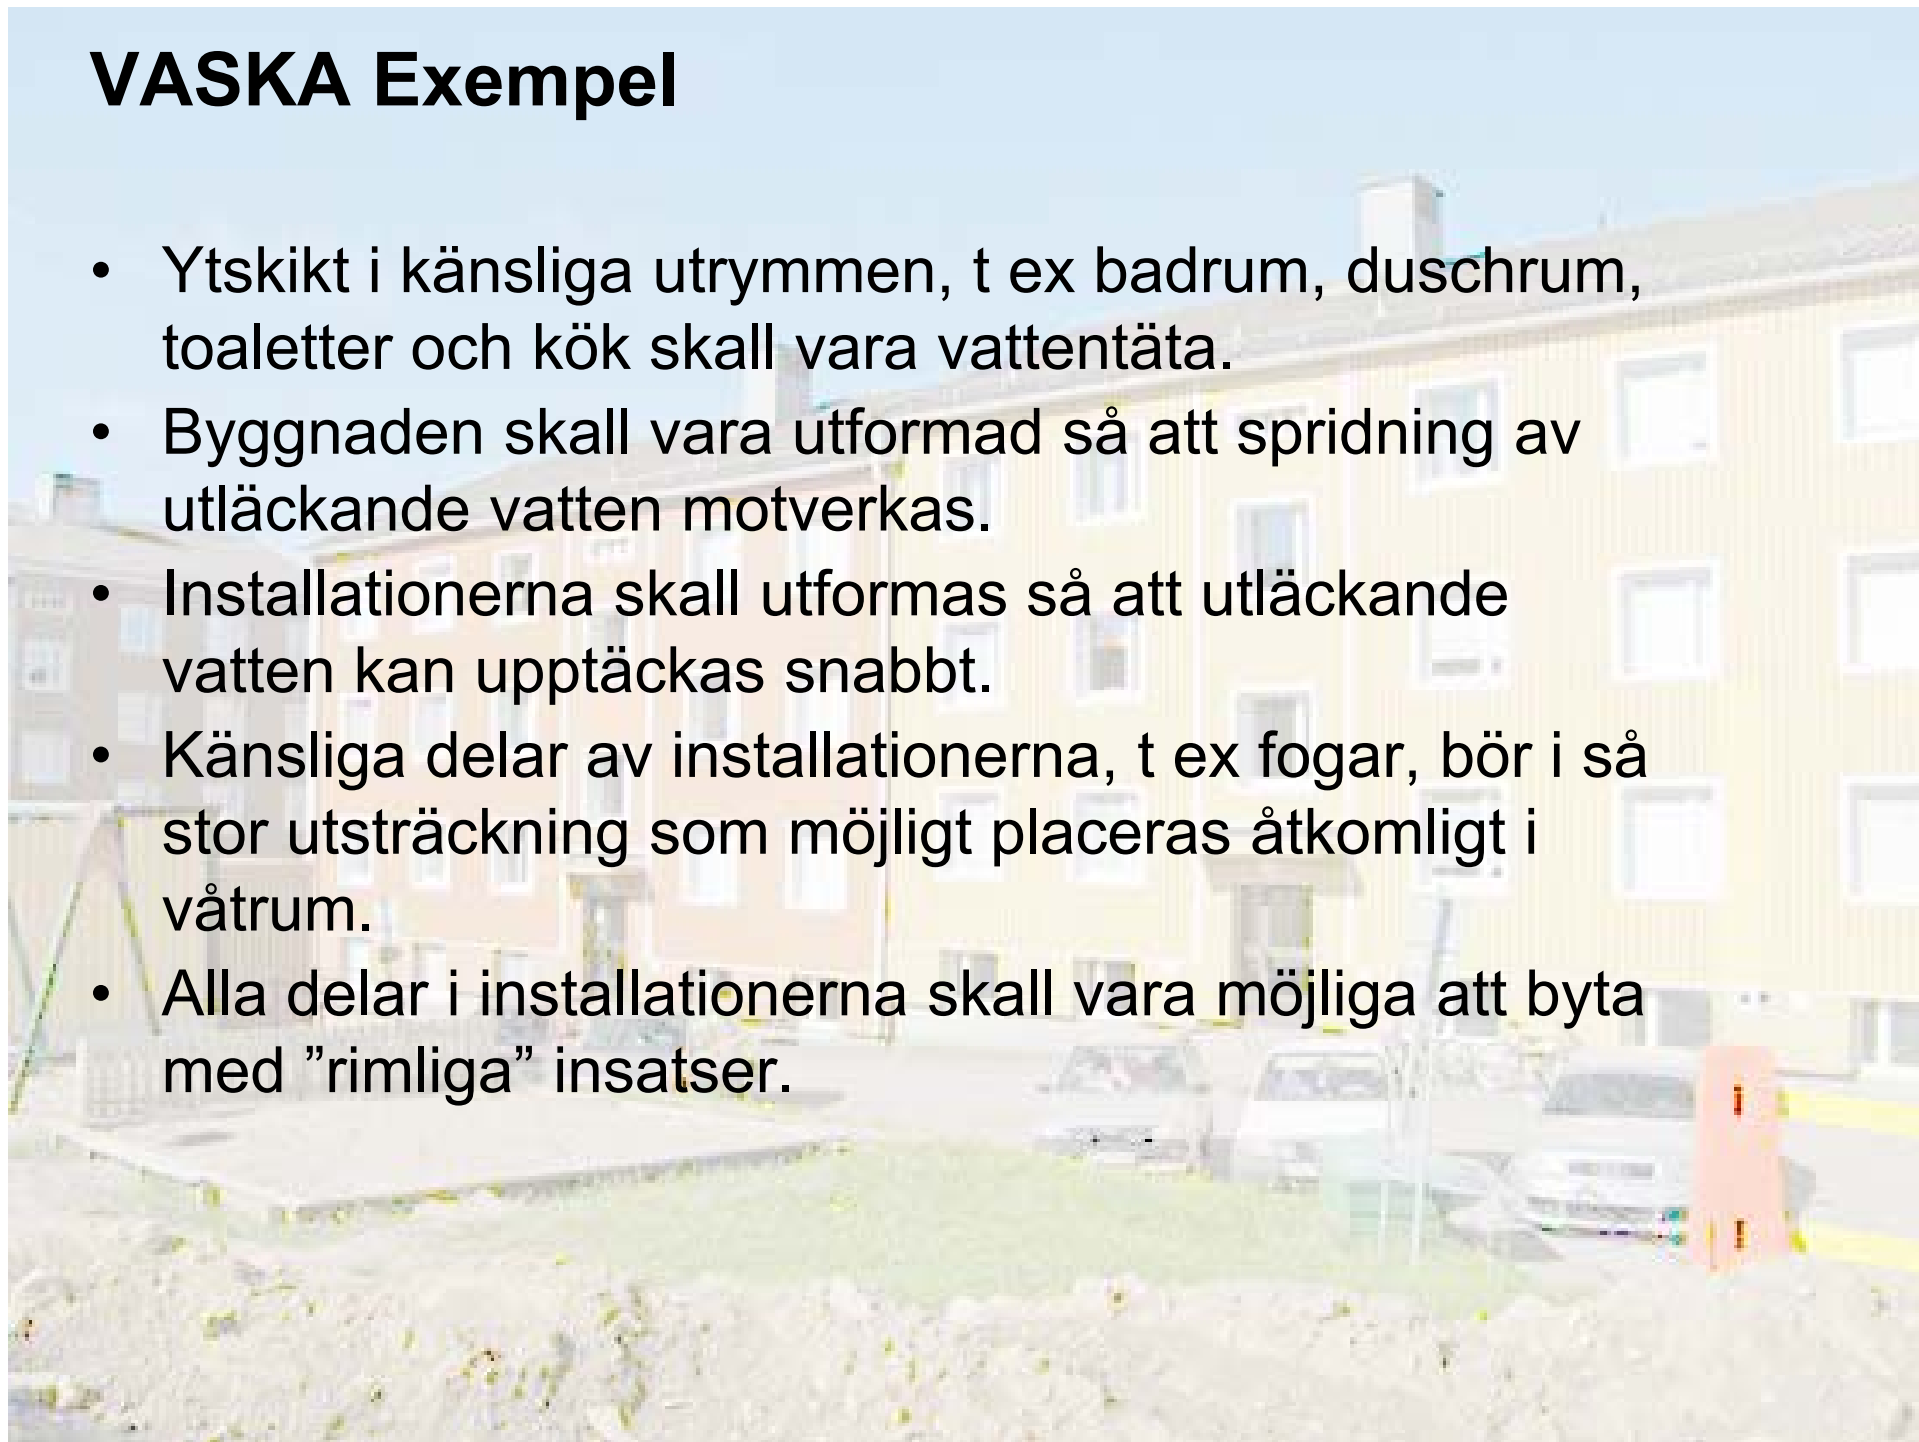 VASKA Exempel
• Ytskikt i känsliga utrymmen, t ex badrum, duschrum,
toaletter och kök skall vara vattentäta.
• Byggnaden skall vara utformad så att spridning av
utläckande vatten motverkas.
• Installationerna skall utformas så att utläckande
vatten kan upptäckas snabbt.
• Känsliga delar av installationerna, t ex fogar, bör i så
stor utsträckning som möjligt placeras åtkomligt i
våtrum.
• Alla delar i installationerna skall vara möjliga att byta
med ”rimliga” insatser.